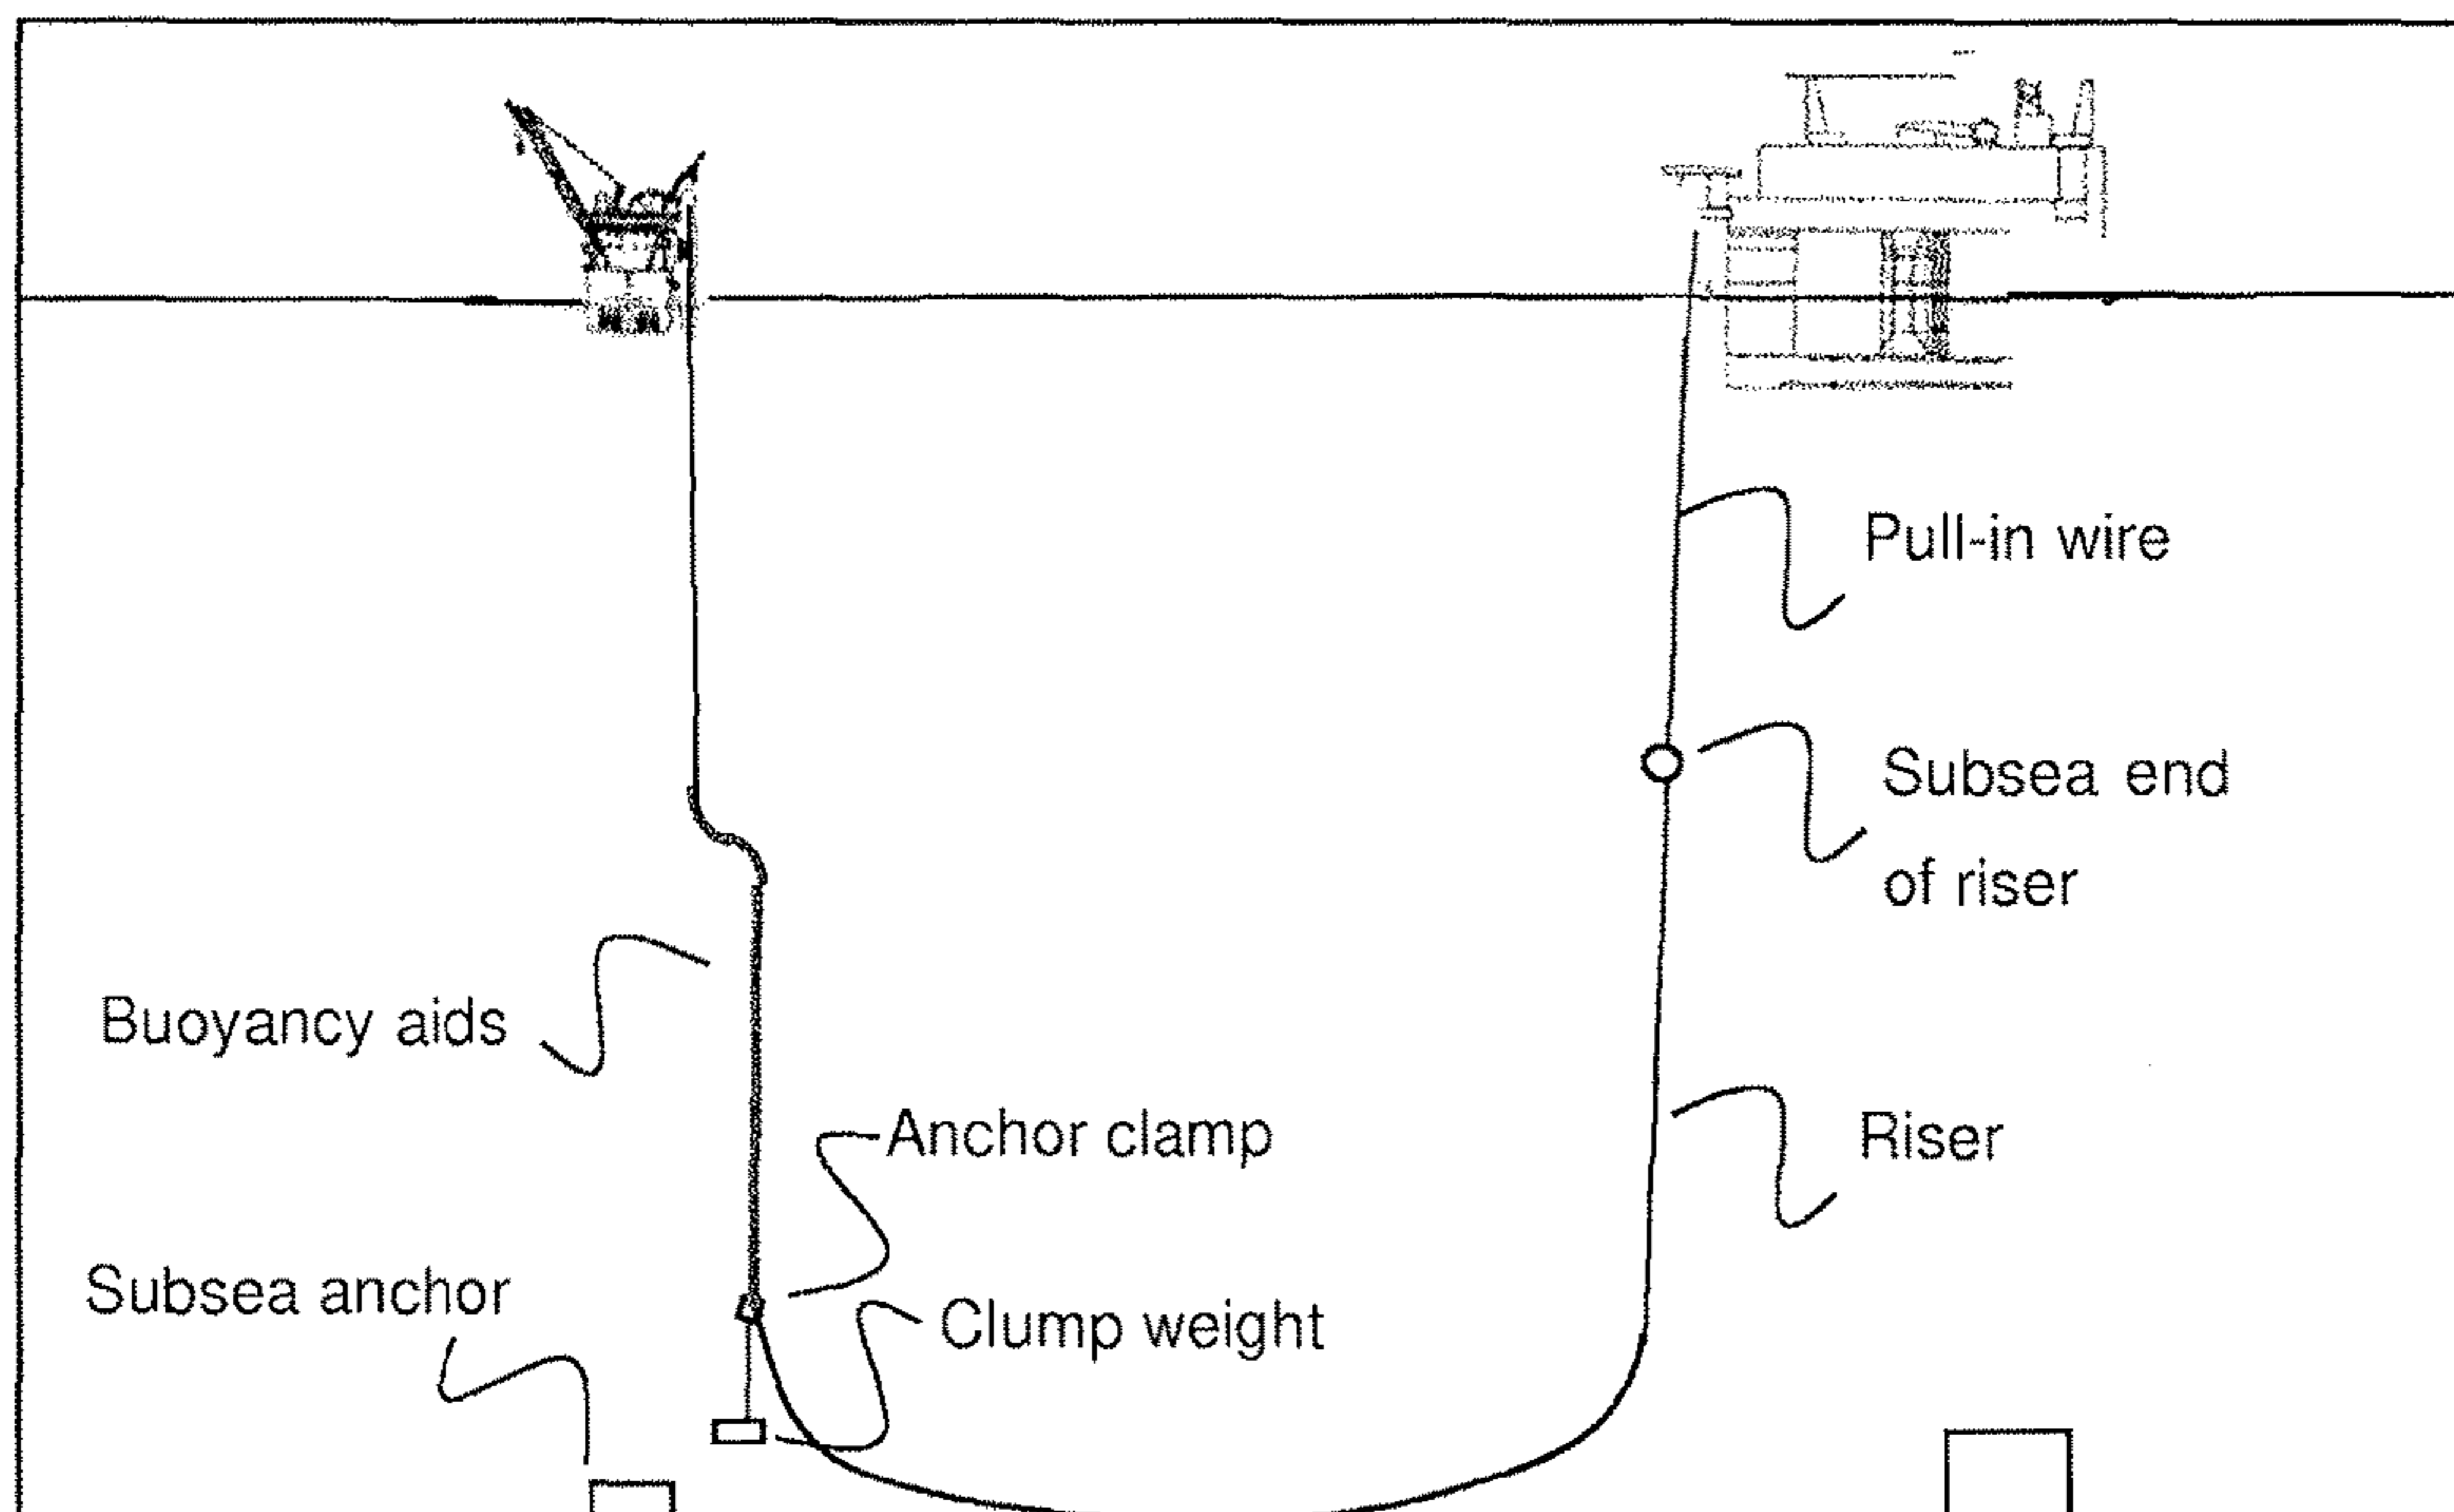 Pull-in wire
Subsea end
of riser
Buoyancy aids
Anchor clamp
Riser
Subsea anchor
Clump weight